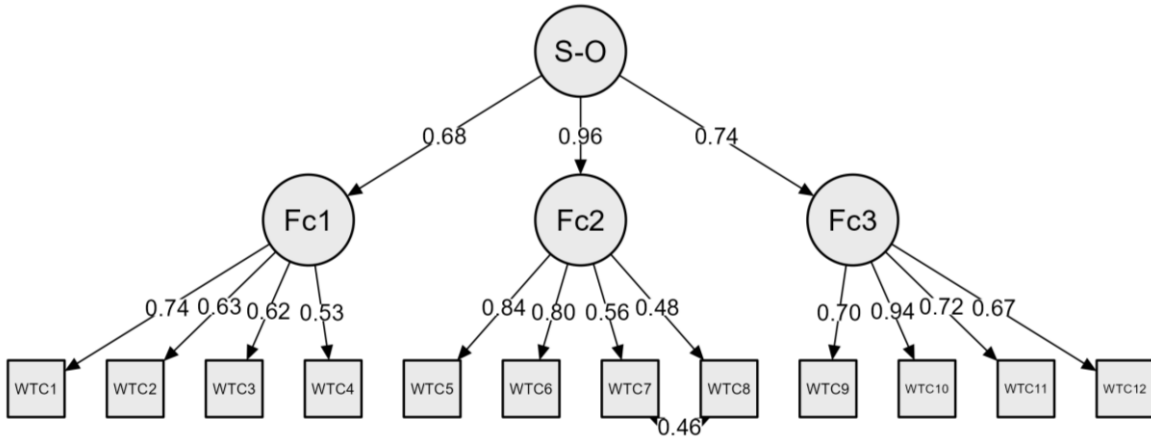 S-O
0.68 0.96 0.74
Fc1 Fc2 Fc3
0.74 0.63 0.62 0.53 0.84 0.80 0.56 0.48 0.70 0.94 0.72 0.67
WTC1 WTC2 WTC3 WTC4 WTC5 WTC6 WTC7 WTC8 WTC9 WTC10 WTC11 WTC12
0.46